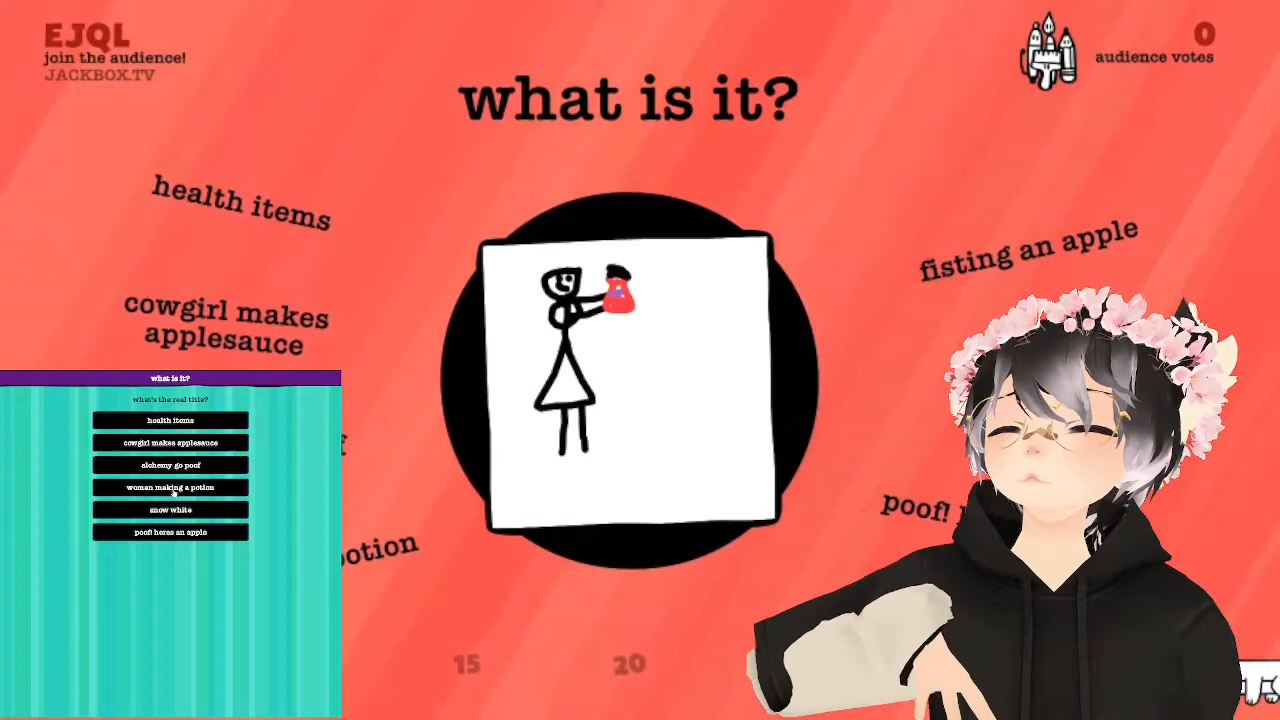 EJQL
join the audience!
JACKBOX.TV
0
audience votes
what is it?
health items
fisting an apple
cowgirl makes
applesauce
what is it?
what's the real title?
health items
cowgirl makes applesauce
alchemy go poof
woman making a potion
snow white
poof! heres an apple
f
potion
poof!
15
20